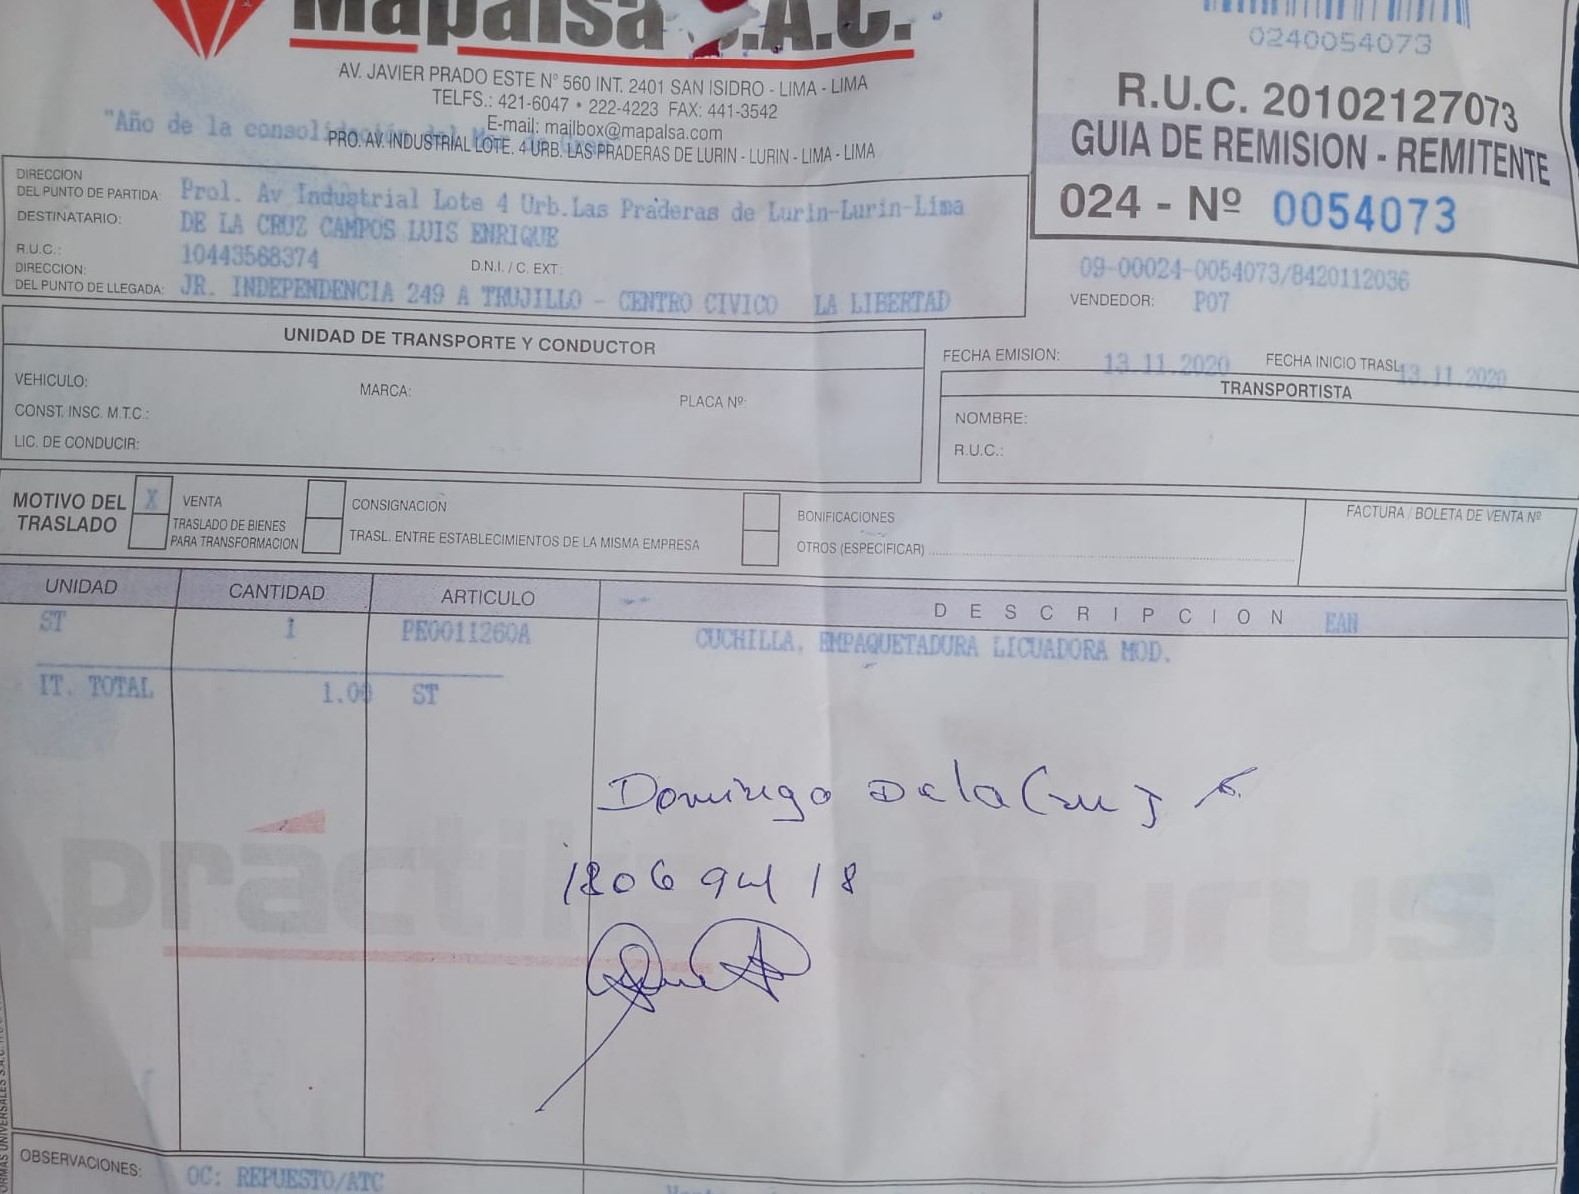 Mapalsa S.A.C.
AV. JAVIER PRADO ESTE Nº 560 INT. 2401 SAN ISIDRO - LIMA - LIMA
TELFS.: 421-6047 • 222-4223 FAX: 441-3542
E-mail: mailbox@mapalsa.com
"Año de la consolidación del Mar de
PRO. AV. INDUSTRIAL LOTE. 4 URB. LAS PRADERAS DE LURIN - LURIN - LIMA - LIMA
0240054073
R.U.C. 20102127073
GUIA DE REMISION - REMITENTE
024 - Nº 0054073
09-00024-0054073/8420112036
VENDEDOR: P07
DIRECCION
DEL PUNTO DE PARTIDA: Prol. Av Industrial Lote 4 Urb.Las Praderas de Lurin-Lurin-Lima
DESTINATARIO: DE LA CRUZ CAMPOS LUIS ENRIQUE
R.U.C.: 10443568374 D.N.I. / C. EXT.:
DIRECCION:
DEL PUNTO DE LLEGADA: JR. INDEPENDENCIA 249 A TRUJILLO - CENTRO CIVICO LA LIBERTAD
UNIDAD DE TRANSPORTE Y CONDUCTOR
VEHICULO: MARCA: PLACA Nº:
CONST. INSC. M.T.C.:
LIC. DE CONDUCIR:
FECHA EMISION: 13.11.2020 FECHA INICIO TRASL. 13.11.2020
TRANSPORTISTA
NOMBRE:
R.U.C.:
MOTIVO DEL TRASLADO
X VENTA
TRASLADO DE BIENES PARA TRANSFORMACION
CONSIGNACION
TRASL. ENTRE ESTABLECIMIENTOS DE LA MISMA EMPRESA
BONIFICACIONES
OTROS (ESPECIFICAR)
FACTURA / BOLETA DE VENTA Nº
UNIDAD CANTIDAD ARTICULO DESCRIPCION EAN
ST 1 PE0011260A CUCHILLA, EMPAQUETADURA LICUADORA MOD.
IT. TOTAL 1.00 ST
Domingo De la Cruz
practika taurus
OBSERVACIONES: OC: REPUESTO/ATC